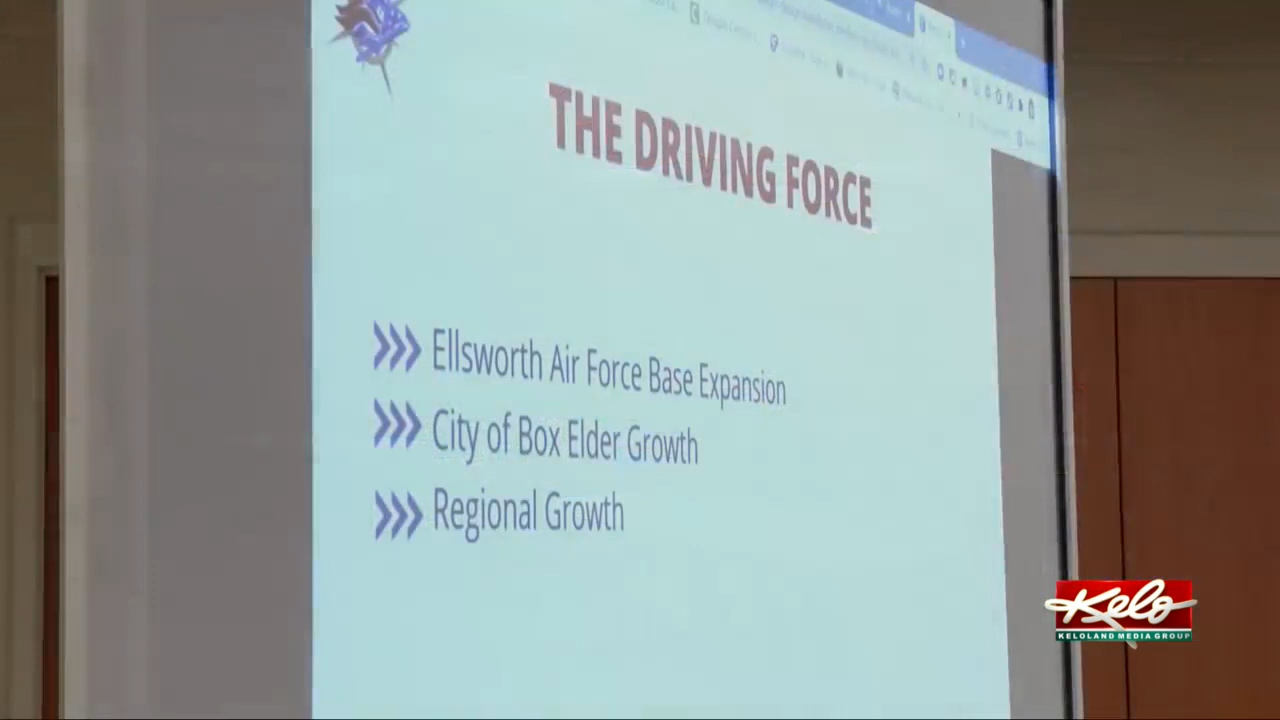 THE DRIVING FORCE
Ellsworth Air Force Base Expansion
City of Box Elder Growth
Regional Growth
Kelo
KELOLAND MEDIA GROUP